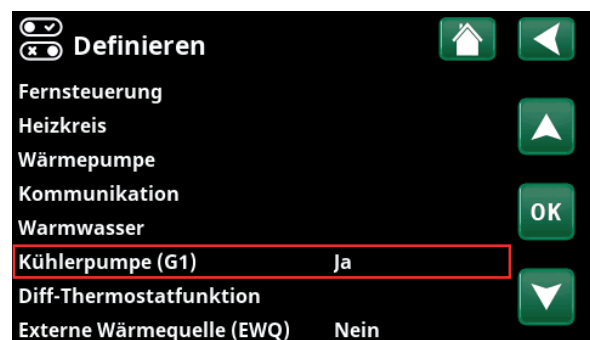 Definieren
Fernsteuerung
Heizkreis
Wärmepumpe
Kommunikation
Warmwasser
Kühlerpumpe (G1) Ja
Diff-Thermostatfunktion
Externe Wärmequelle (EWQ) Nein
OK